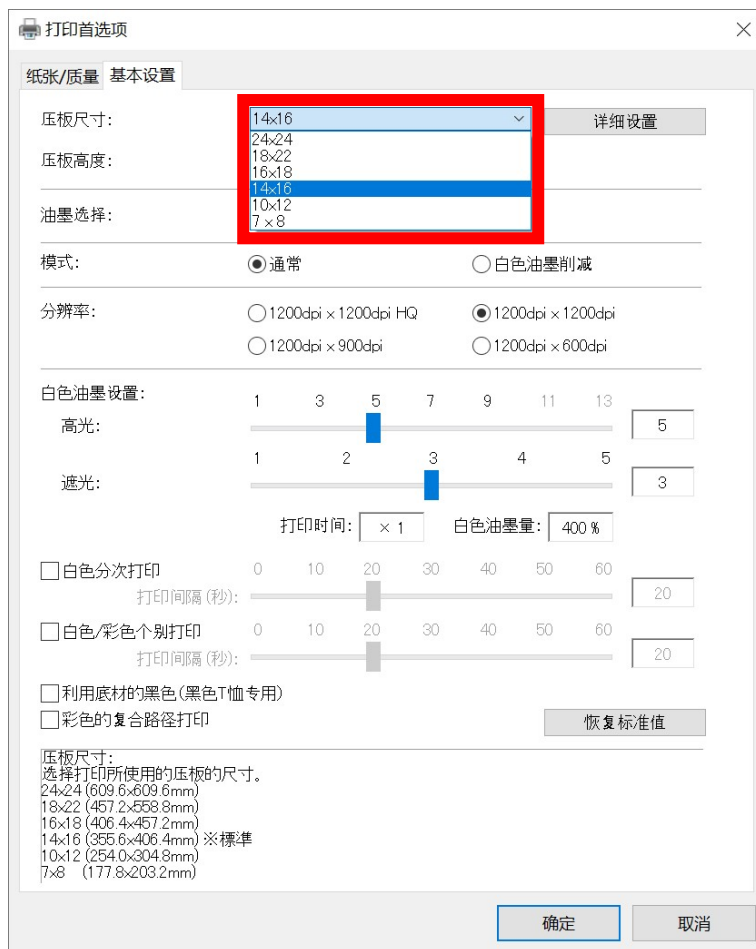 打印首选项
纸张/质量 基本设置
压板尺寸: 14x16 详细设置
24x24
18x22
压板高度: 16x18
14x16
10x12
油墨选择: 7 x 8
模式: 通常 白色油墨削减
分辨率: 1200dpi x 1200dpi HQ 1200dpi x 1200dpi
1200dpi x 900dpi 1200dpi x 600dpi
白色油墨设置: 1 3 5 7 9 11 13
高光: 5
1 2 3 4 5
遮光: 3
打印时间: × 1 白色油墨量: 400 %
白色分次打印 0 10 20 30 40 50 60
打印间隔(秒): 20
白色/彩色个别打印 0 10 20 30 40 50 60
打印间隔(秒): 20
利用底材的黑色(黑色T恤专用)
彩色的复合路径打印 恢复标准值
压板尺寸:
选择打印所使用的压板的尺寸。
24x24 (609.6x609.6mm)
18x22 (457.2x558.8mm)
16x18 (406.4x457.2mm)
14x16 (355.6x406.4mm) ※標準
10x12 (254.0x304.8mm)
7x8 (177.8x203.2mm)
确定 取消